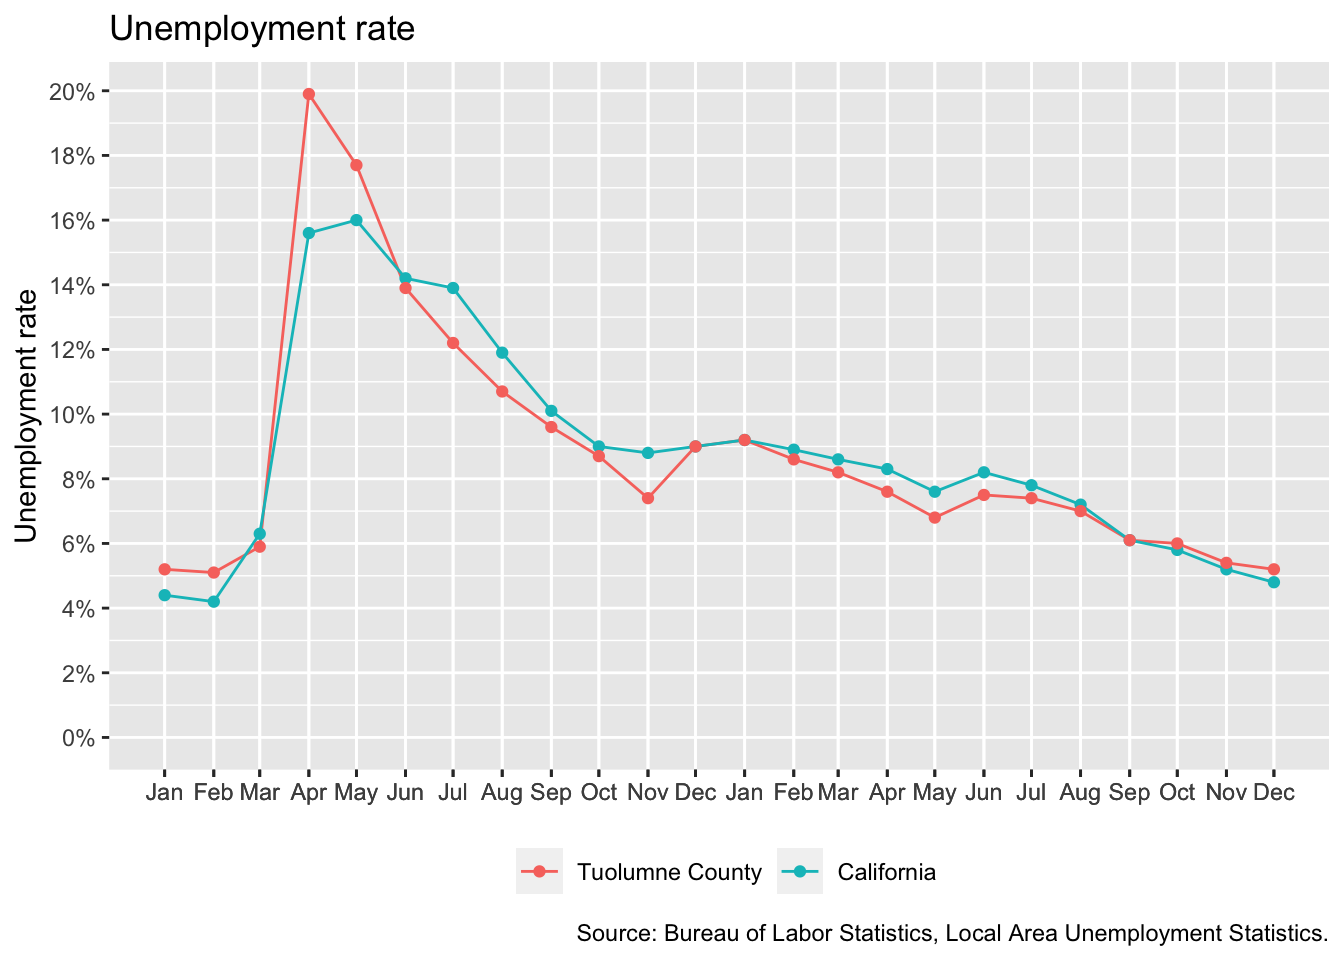 Unemployment rate
20%
18%
16%
14%
12%
10%
8%
6%
4%
2%
0%
Unemployment rate
Jan Feb Mar Apr May Jun Jul Aug Sep Oct Nov Dec Jan Feb Mar Apr May Jun Jul Aug Sep Oct Nov Dec
Tuolumne County California
Source: Bureau of Labor Statistics, Local Area Unemployment Statistics.